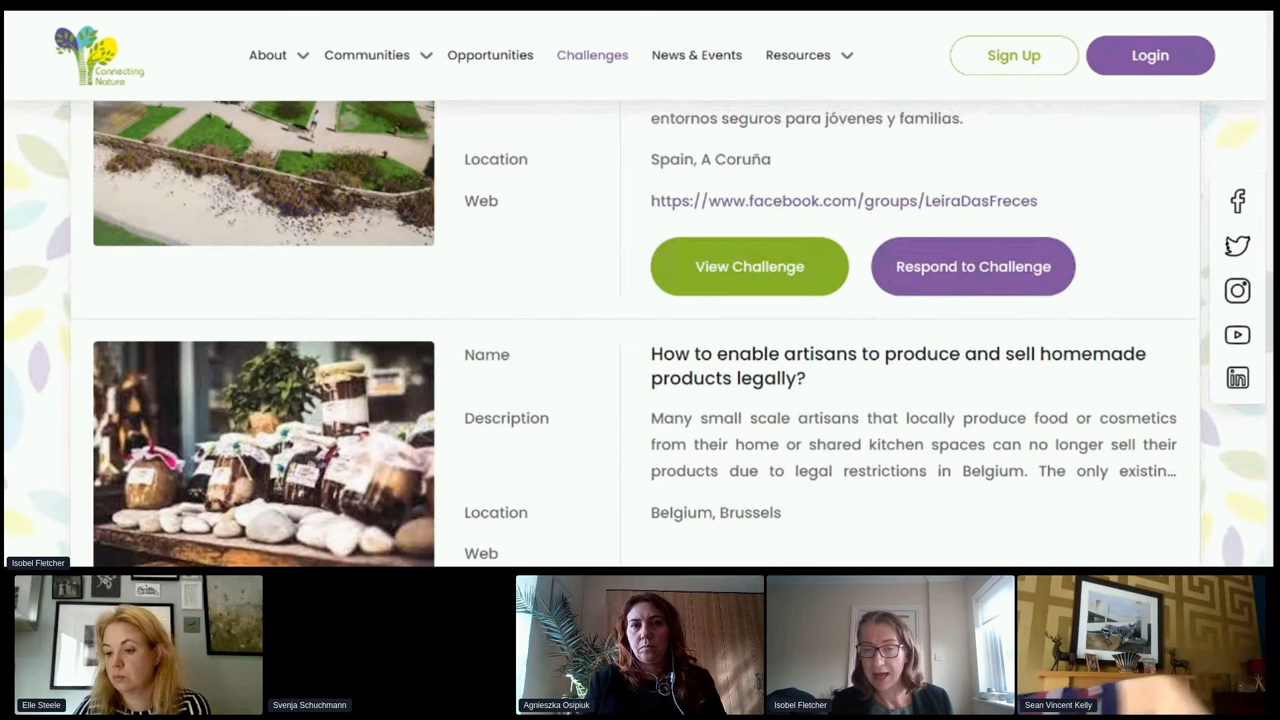 Connecting
Nature
About
Communities
Opportunities
Challenges
News & Events
Resources
Sign Up
Login
entornos seguros para jóvenes y familias.
Location
Spain, A Coruña
Web
https://www.facebook.com/groups/LeiraDasFreces
View Challenge
Respond to Challenge
Name
How to enable artisans to produce and sell homemade
products legally?
Description
Many small scale artisans that locally produce food or cosmetics
from their home or shared kitchen spaces can no longer sell their
products due to legal restrictions in Belgium. The only existin...
Location
Belgium, Brussels
Web
Isobel Fletcher
Elle Steele
Svenja Schuchmann
Agnieszka Osipiuk
Isobel Fletcher
Sean Vincent Kelly